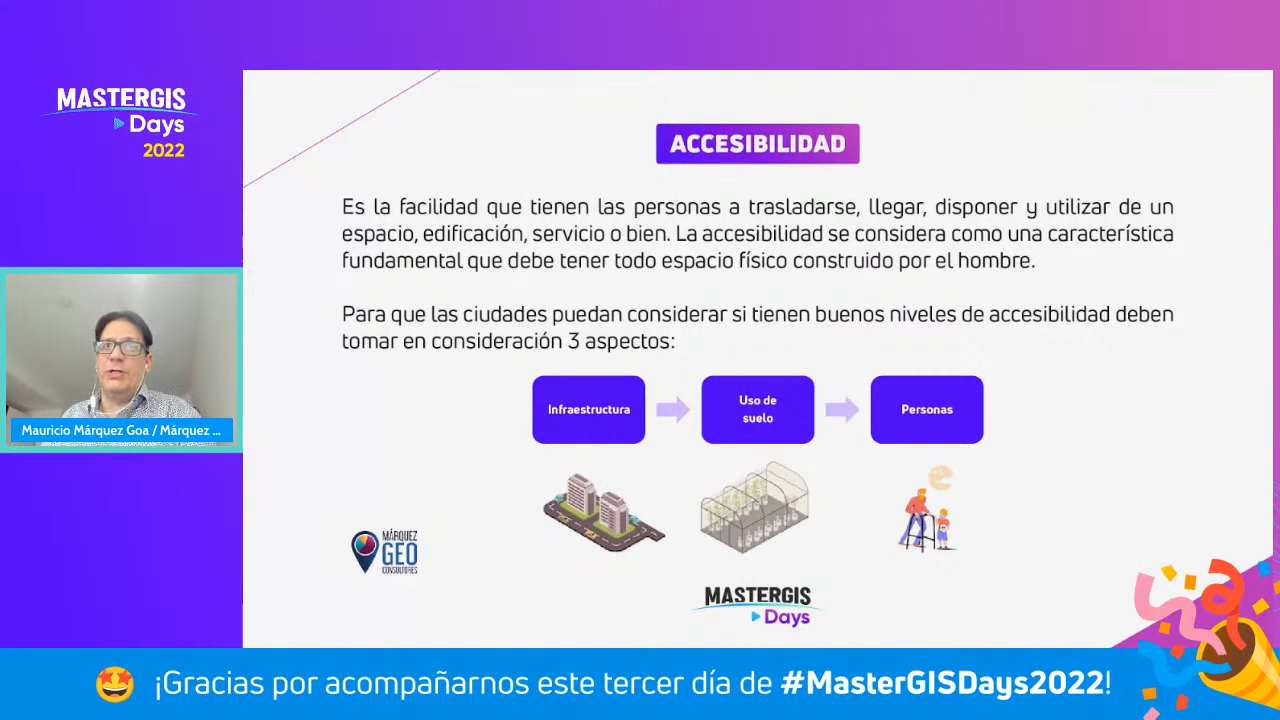 MASTERGIS
Days
2022
ACCESIBILIDAD
Es la facilidad que tienen las personas a trasladarse, llegar, disponer y utilizar de un
espacio, edificación, servicio o bien. La accesibilidad se considera como una característica
fundamental que debe tener todo espacio físico construido por el hombre.
Para que las ciudades puedan considerar si tienen buenos niveles de accesibilidad deben
tomar en consideración 3 aspectos:
Infraestructura
Uso de
suelo
Personas
Mauricio Márquez Goa / Márquez ...
MÁRQUEZ
GEO
CONSULTORES
MASTERGIS
Days
¡Gracias por acompañarnos este tercer día de #MasterGISDays2022!